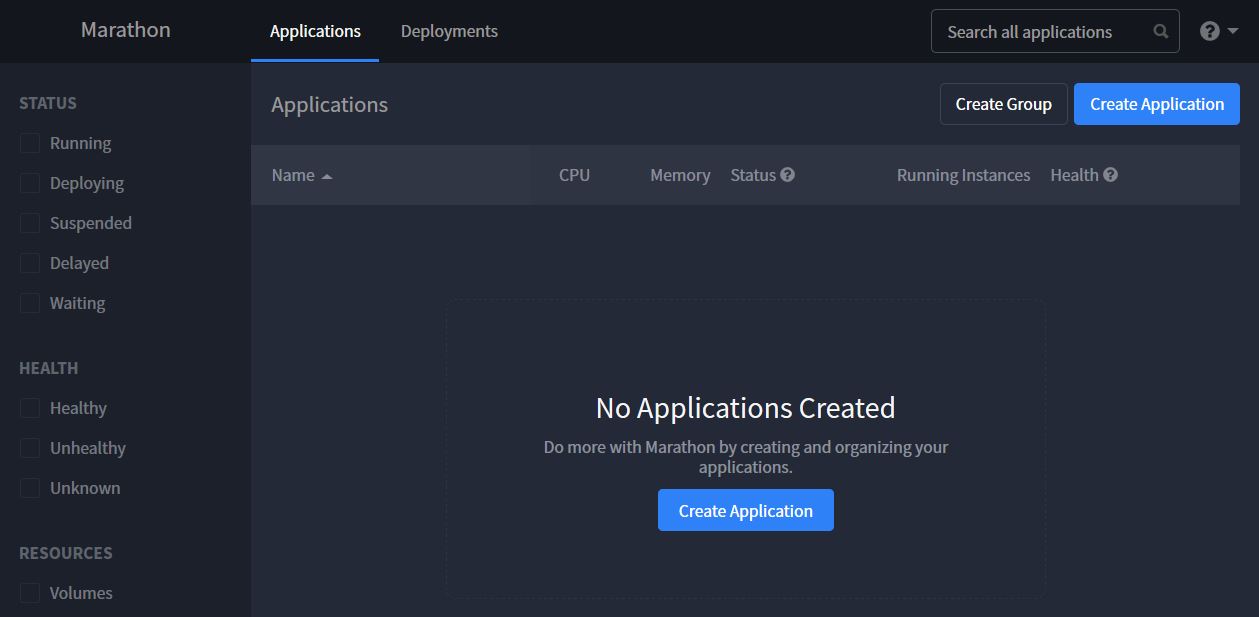 Marathon
Applications
Deployments
Search all applications
STATUS
Running
Deploying
Suspended
Delayed
Waiting
HEALTH
Healthy
Unhealthy
Unknown
RESOURCES
Volumes
Applications
Create Group
Create Application
Name
CPU
Memory
Status
Running Instances
Health
No Applications Created
Do more with Marathon by creating and organizing your
applications.
Create Application